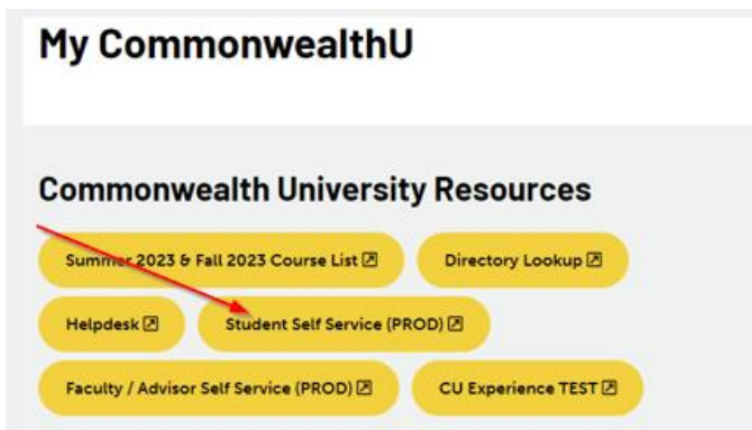 My CommonwealthU
Commonwealth University Resources
Summer 2023 & Fall 2023 Course List
Directory Lookup
Helpdesk
Student Self Service (PROD)
Faculty / Advisor Self Service (PROD)
CU Experience TEST